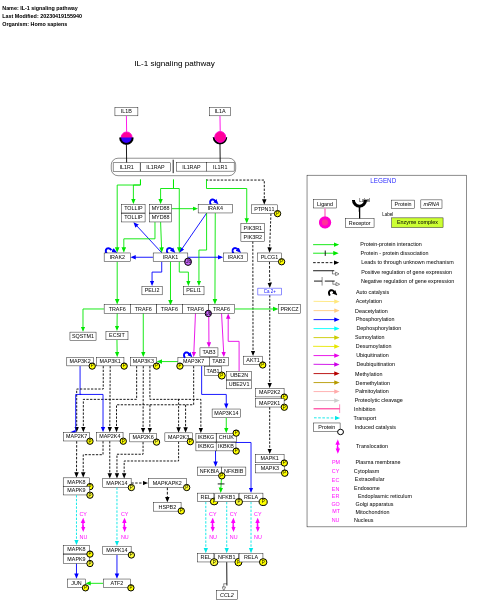 Name: IL-1 signaling pathway
Last Modified: 20230419155940
Organism: Homo sapiens
IL-1 signaling pathway
IL1B
IL1A
IL1R1 IL1RAP IL1RAP IL1R1
TOLLIP MYD88 IRAK4 PTPN11 P
TOLLIP MYD88
PIK3R1
PIK3R2
IRAK2 IRAK1 IRAK3 PLCG1 P
PELI2 PELI1 Ca 2+
TRAF6 TRAF6 TRAF6 TRAF6 TRAF6 PRKCZ
SQSTM1 ECSIT
TAB3
MAP3K2 P MAP3K1 P MAP3K3 P MAP3K7 TAB2 AKT1 P
TAB1 P UBE2N
UBE2V1
MAP2K2 P
MAP2K1 P
MAP3K14
MAP2K7 P MAP2K4 P MAP2K6 P MAP2K3 P IKBKG CHUK P
IKBKG IKBKB P
MAPK1 P
MAPK3 P
NFKBIA P NFKBIB
MAPK8 P MAPK14 P MAPKAPK2 P
MAPK9 P
REL P NFKB1 P RELA P
HSPB2 P
CY CY CY CY CY
NU NU NU NU NU
MAPK8 P MAPK14 P
MAPK9 P
REL P NFKB1 P RELA P
JUN P ATF2 P
CCL2
LEGEND
Ligand Label Protein mRNA
Label
Receptor Enzyme complex
Protein-protein interaction
Protein - protein dissociation
Leads to through unknown mechanism
Positive regulation of gene expression
Negative regulation of gene expression
Auto catalysis
Acetylation
Deacetylation
Phosphorylation
Dephosphorylation
Sumoylation
Desumoylation
Ubiquitination
Deubiquitination
Methylation
Demethylation
Palmitoylation
Proteolytic cleavage
Inhibition
Transport
Protein Induced catalysis
Translocation
PM Plasma membrane
CY Cytoplasm
EC Extracellular
EN Endosome
ER Endoplasmic reticulum
GO Golgi apparatus
MT Mitochondrion
NU Nucleus